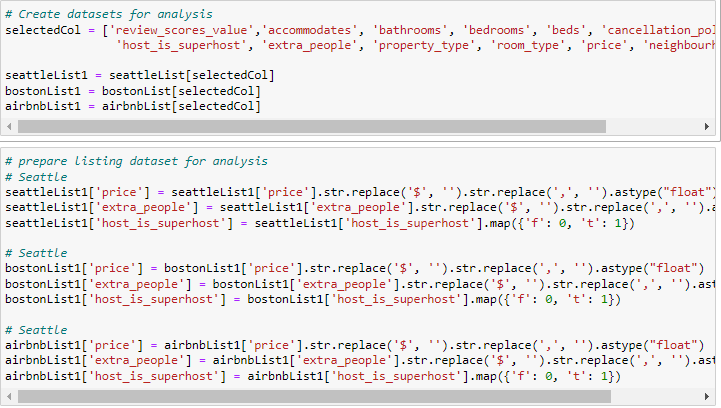 # Create datasets for analysis
selectedCol = ['review_scores_value','accommodates', 'bathrooms', 'bedrooms', 'beds', 'cancellation_pol
'host_is_superhost', 'extra_people', 'property_type', 'room_type', 'price', 'neighbourh
seattleList1 = seattleList[selectedCol]
bostonList1 = bostonList[selectedCol]
airbnbList1 = airbnbList[selectedCol]
# prepare listing dataset for analysis
# Seattle
seattleList1['price'] = seattleList1['price'].str.replace('$', '').str.replace(',', '').astype("float")
seattleList1['extra_people'] = seattleList1['extra_people'].str.replace('$', '').str.replace(',', '').a
seattleList1['host_is_superhost'] = seattleList1['host_is_superhost'].map({'f': 0, 't': 1})
# Seattle
bostonList1['price'] = bostonList1['price'].str.replace('$', '').str.replace(',', '').astype("float")
bostonList1['extra_people'] = bostonList1['extra_people'].str.replace('$', '').str.replace(',', '').ast
bostonList1['host_is_superhost'] = bostonList1['host_is_superhost'].map({'f': 0, 't': 1})
# Seattle
airbnbList1['price'] = airbnbList1['price'].str.replace('$', '').str.replace(',', '').astype("float")
airbnbList1['extra_people'] = airbnbList1['extra_people'].str.replace('$', '').str.replace(',', '').ast
airbnbList1['host_is_superhost'] = airbnbList1['host_is_superhost'].map({'f': 0, 't': 1})